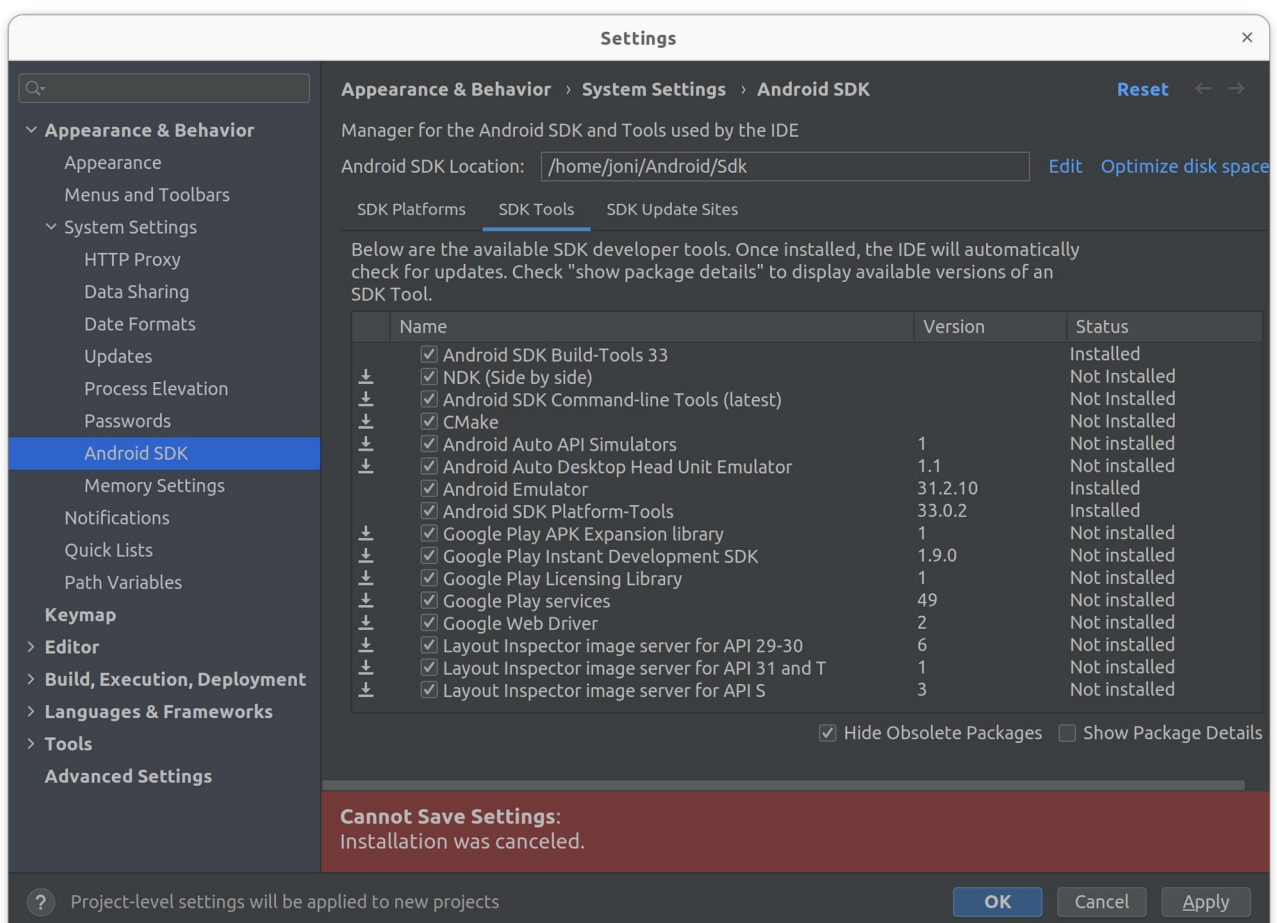 Settings
Appearance & Behavior
Appearance
Menus and Toolbars
System Settings
HTTP Proxy
Data Sharing
Date Formats
Updates
Process Elevation
Passwords
Android SDK
Memory Settings
Notifications
Quick Lists
Path Variables
Keymap
Editor
Build, Execution, Deployment
Languages & Frameworks
Tools
Advanced Settings
Appearance & Behavior › System Settings › Android SDK
Reset
Manager for the Android SDK and Tools used by the IDE
Android SDK Location: /home/joni/Android/Sdk Edit Optimize disk space
SDK Platforms SDK Tools SDK Update Sites
Below are the available SDK developer tools. Once installed, the IDE will automatically
check for updates. Check "show package details" to display available versions of an
SDK Tool.
Name Version Status
Android SDK Build-Tools 33 Installed
NDK (Side by side) Not Installed
Android SDK Command-line Tools (latest) Not Installed
CMake Not Installed
Android Auto API Simulators 1 Not installed
Android Auto Desktop Head Unit Emulator 1.1 Not installed
Android Emulator 31.2.10 Installed
Android SDK Platform-Tools 33.0.2 Installed
Google Play APK Expansion library 1 Not installed
Google Play Instant Development SDK 1.9.0 Not installed
Google Play Licensing Library 1 Not installed
Google Play services 49 Not installed
Google Web Driver 2 Not installed
Layout Inspector image server for API 29-30 6 Not installed
Layout Inspector image server for API 31 and T 1 Not installed
Layout Inspector image server for API S 3 Not installed
Hide Obsolete Packages Show Package Details
Cannot Save Settings:
Installation was canceled.
? Project-level settings will be applied to new projects
OK Cancel Apply